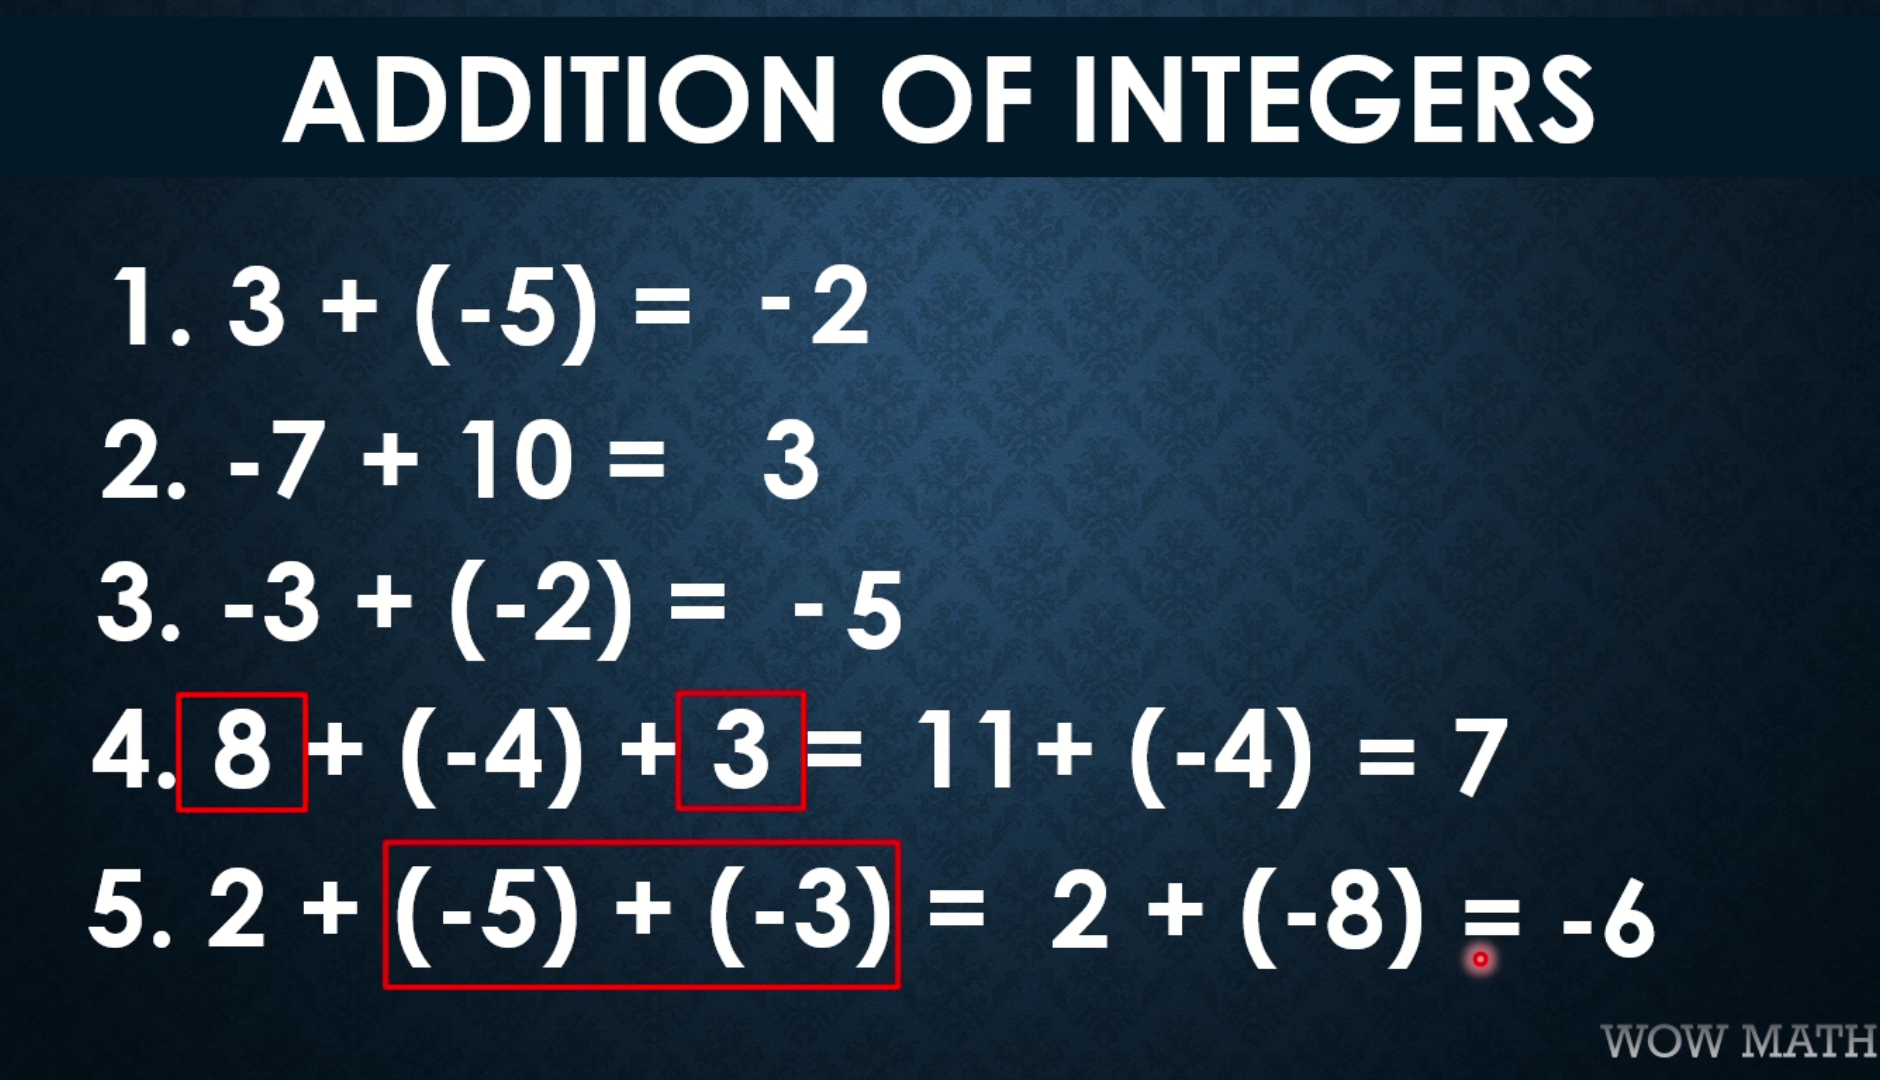 ADDITION OF INTEGERS
1. 3 + (-5) = -2
2. -7 + 10 = 3
3. -3 + (-2) = -5
4. 8 + (-4) + 3 = 11+ (-4) = 7
5. 2 + (-5) + (-3) = 2 + (-8) = -6
WOW MATH